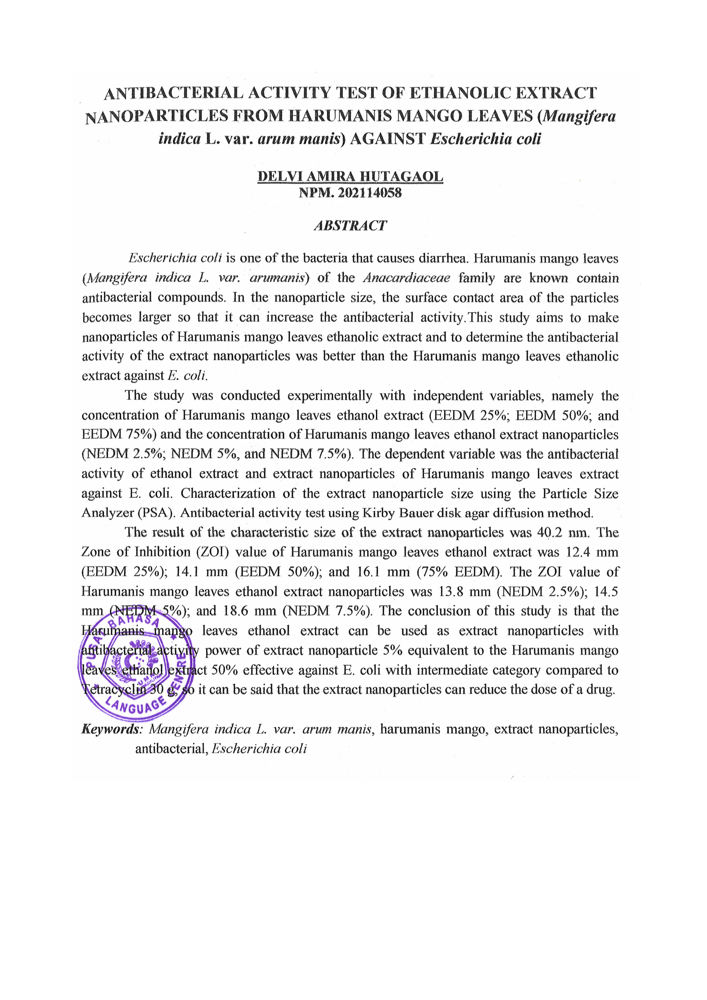 ANTIBACTERIAL ACTIVITY TEST OF ETHANOLIC EXTRACT
NANOPARTICLES FROM HARUMANIS MANGO LEAVES (Mangifera
indica L. var. arum manis) AGAINST Escherichia coli
DELVI AMIRA HUTAGAOL
NPM. 202114058
ABSTRACT
Escherichia coli is one of the bacteria that causes diarrhea. Harumanis mango leaves
(Mangifera indica L. var. arumanis) of the Anacardiaceae family are known contain
antibacterial compounds. In the nanoparticle size, the surface contact area of the particles
becomes larger so that it can increase the antibacterial activity.This study aims to make
nanoparticles of Harumanis mango leaves ethanolic extract and to determine the antibacterial
activity of the extract nanoparticles was better than the Harumanis mango leaves ethanolic
extract against E. coli.
The study was conducted experimentally with independent variables, namely the
concentration of Harumanis mango leaves ethanol extract (EEDM 25%; EEDM 50%; and
EEDM 75%) and the concentration of Harumanis mango leaves ethanol extract nanoparticles
(NEDM 2.5%; NEDM 5%, and NEDM 7.5%). The dependent variable was the antibacterial
activity of ethanol extract and extract nanoparticles of Harumanis mango leaves extract
against E. coli. Characterization of the extract nanoparticle size using the Particle Size
Analyzer (PSA). Antibacterial activity test using Kirby Bauer disk agar diffusion method.
The result of the characteristic size of the extract nanoparticles was 40.2 nm. The
Zone of Inhibition (ZOI) value of Harumanis mango leaves ethanol extract was 12.4 mm
(EEDM 25%); 14.1 mm (EEDM 50%); and 16.1 mm (75% EEDM). The ZOI value of
Harumanis mango leaves ethanol extract nanoparticles was 13.8 mm (NEDM 2.5%); 14.5
mm (NEDM 5%); and 18.6 mm (NEDM 7.5%). The conclusion of this study is that the
Harumanis mango leaves ethanol extract can be used as extract nanoparticles with
antibacterial activity power of extract nanoparticle 5% equivalent to the Harumanis mango
leaves ethanol extract 50% effective against E. coli with intermediate category compared to
Tetracyclin 30 g, so it can be said that the extract nanoparticles can reduce the dose of a drug.
PUSAT BAHASA
UMN
LANGUAGE CENTRE
Keywords: Mangifera indica L. var. arum manis, harumanis mango, extract nanoparticles,
antibacterial, Escherichia coli